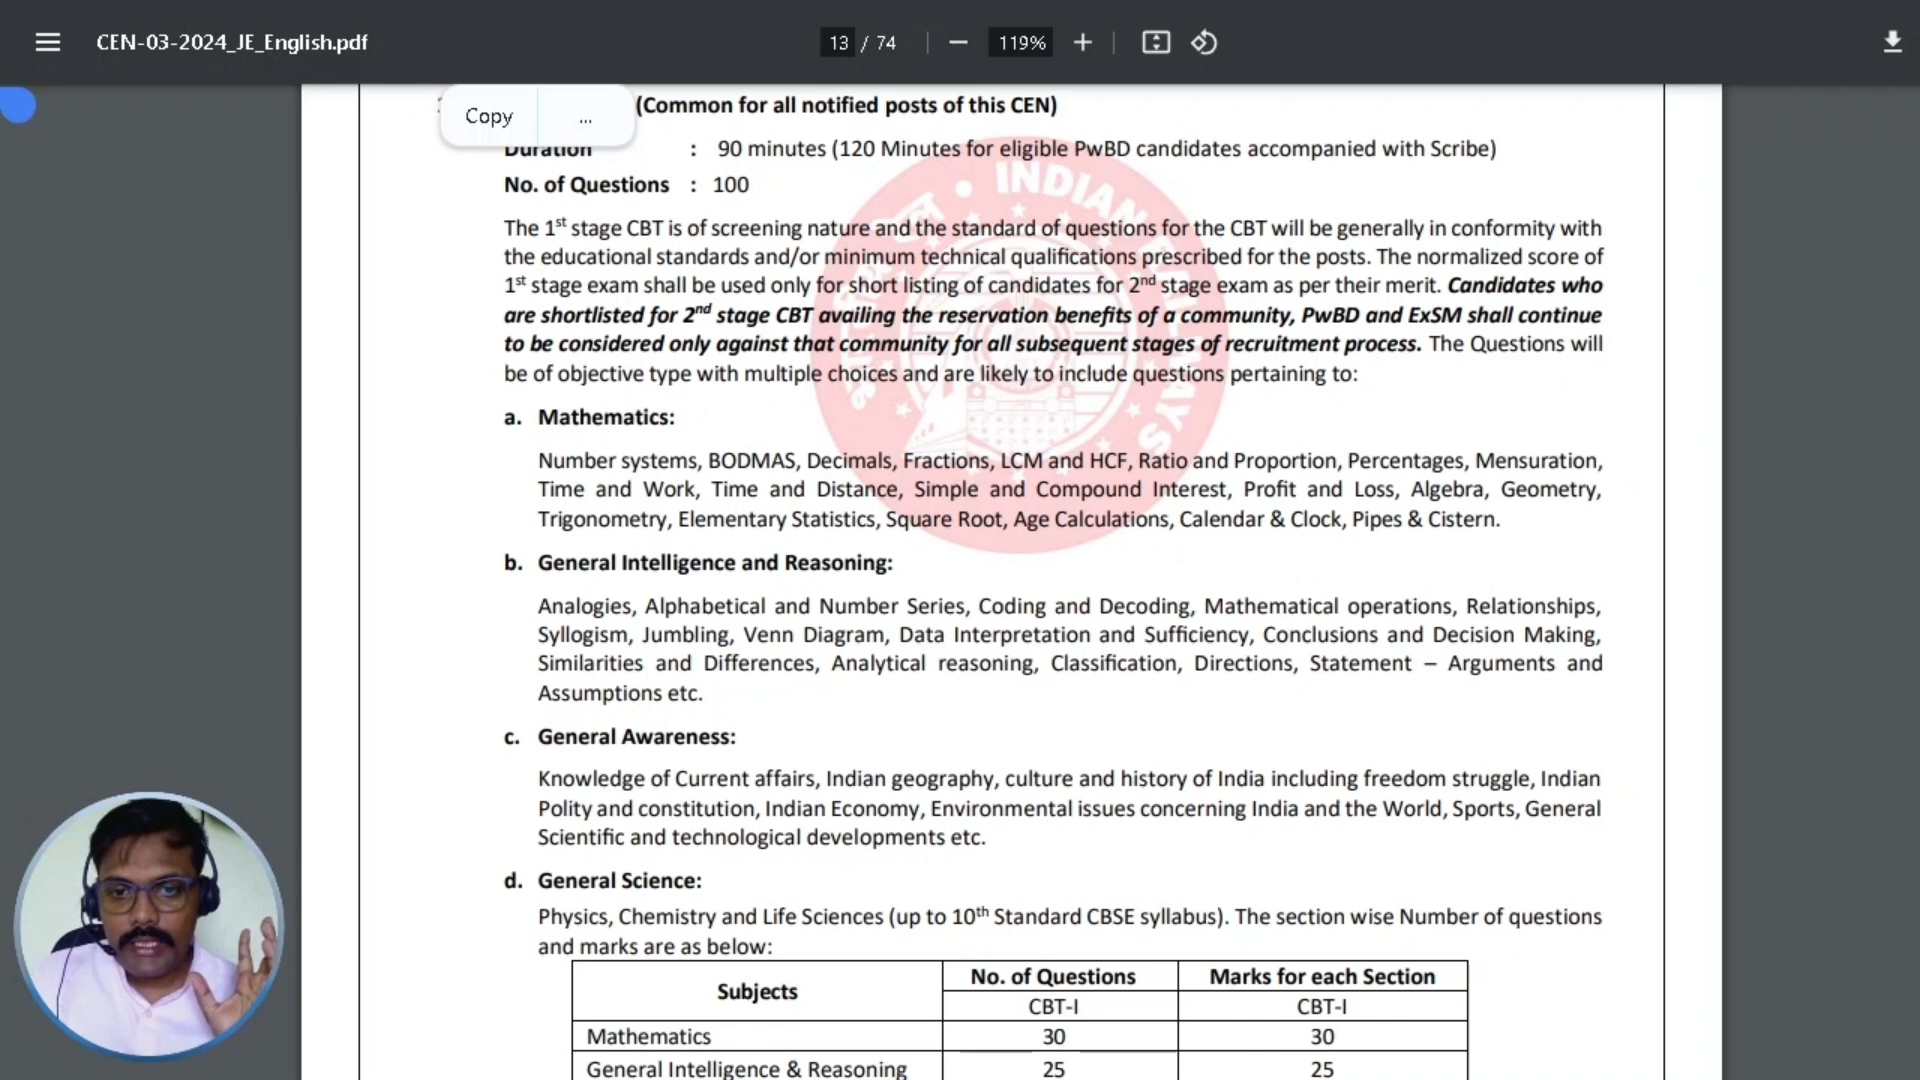 CEN-03-2024_JE_English.pdf
13 / 74
119%
Copy
...
(Common for all notified posts of this CEN)
Duration : 90 minutes (120 Minutes for eligible PwBD candidates accompanied with Scribe)
No. of Questions : 100
The 1st stage CBT is of screening nature and the standard of questions for the CBT will be generally in conformity with
the educational standards and/or minimum technical qualifications prescribed for the posts. The normalized score of
1st stage exam shall be used only for short listing of candidates for 2nd stage exam as per their merit. Candidates who
are shortlisted for 2nd stage CBT availing the reservation benefits of a community, PwBD and ExSM shall continue
to be considered only against that community for all subsequent stages of recruitment process. The Questions will
be of objective type with multiple choices and are likely to include questions pertaining to:
a. Mathematics:
Number systems, BODMAS, Decimals, Fractions, LCM and HCF, Ratio and Proportion, Percentages, Mensuration,
Time and Work, Time and Distance, Simple and Compound Interest, Profit and Loss, Algebra, Geometry,
Trigonometry, Elementary Statistics, Square Root, Age Calculations, Calendar & Clock, Pipes & Cistern.
b. General Intelligence and Reasoning:
Analogies, Alphabetical and Number Series, Coding and Decoding, Mathematical operations, Relationships,
Syllogism, Jumbling, Venn Diagram, Data Interpretation and Sufficiency, Conclusions and Decision Making,
Similarities and Differences, Analytical reasoning, Classification, Directions, Statement – Arguments and
Assumptions etc.
c. General Awareness:
Knowledge of Current affairs, Indian geography, culture and history of India including freedom struggle, Indian
Polity and constitution, Indian Economy, Environmental issues concerning India and the World, Sports, General
Scientific and technological developments etc.
d. General Science:
Physics, Chemistry and Life Sciences (up to 10th Standard CBSE syllabus). The section wise Number of questions
and marks are as below:
Subjects No. of Questions Marks for each Section
CBT-I CBT-I
Mathematics 30 30
General Intelligence & Reasoning 25 25
INDIAN RAILWAYS